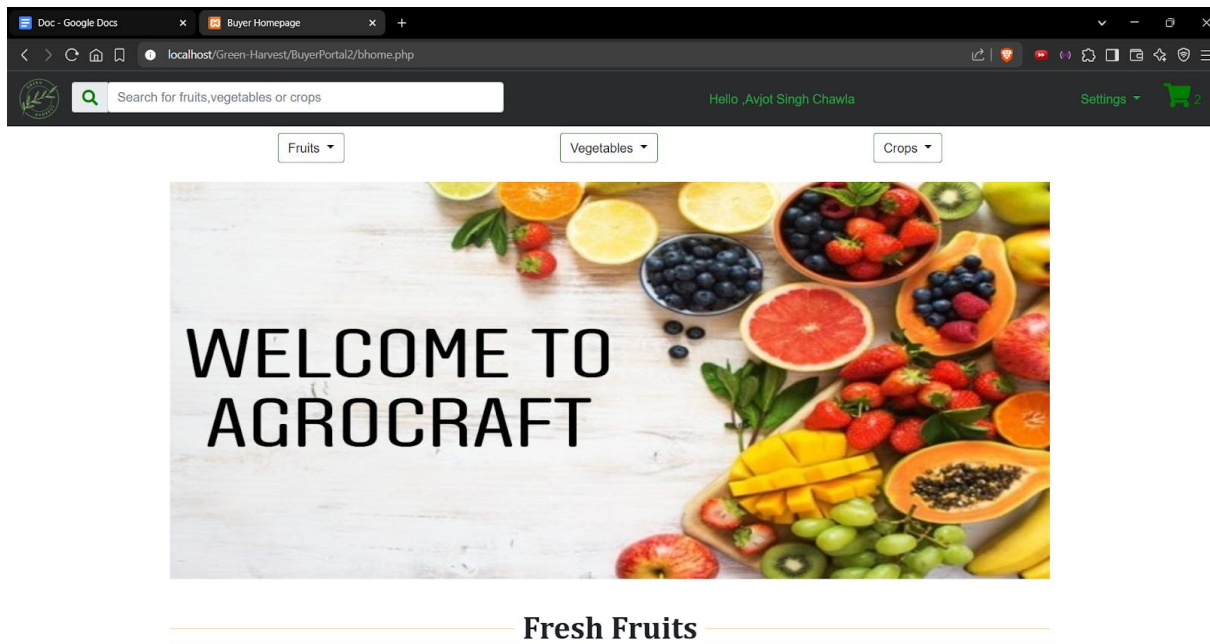 Doc - Google Docs
Buyer Homepage
localhost/Green-Harvest/BuyerPortal2/bhome.php
Search for fruits,vegetables or crops
Hello ,Avjot Singh Chawla
Settings
2
Fruits
Vegetables
Crops
WELCOME TO
AGROCRAFT
Fresh Fruits